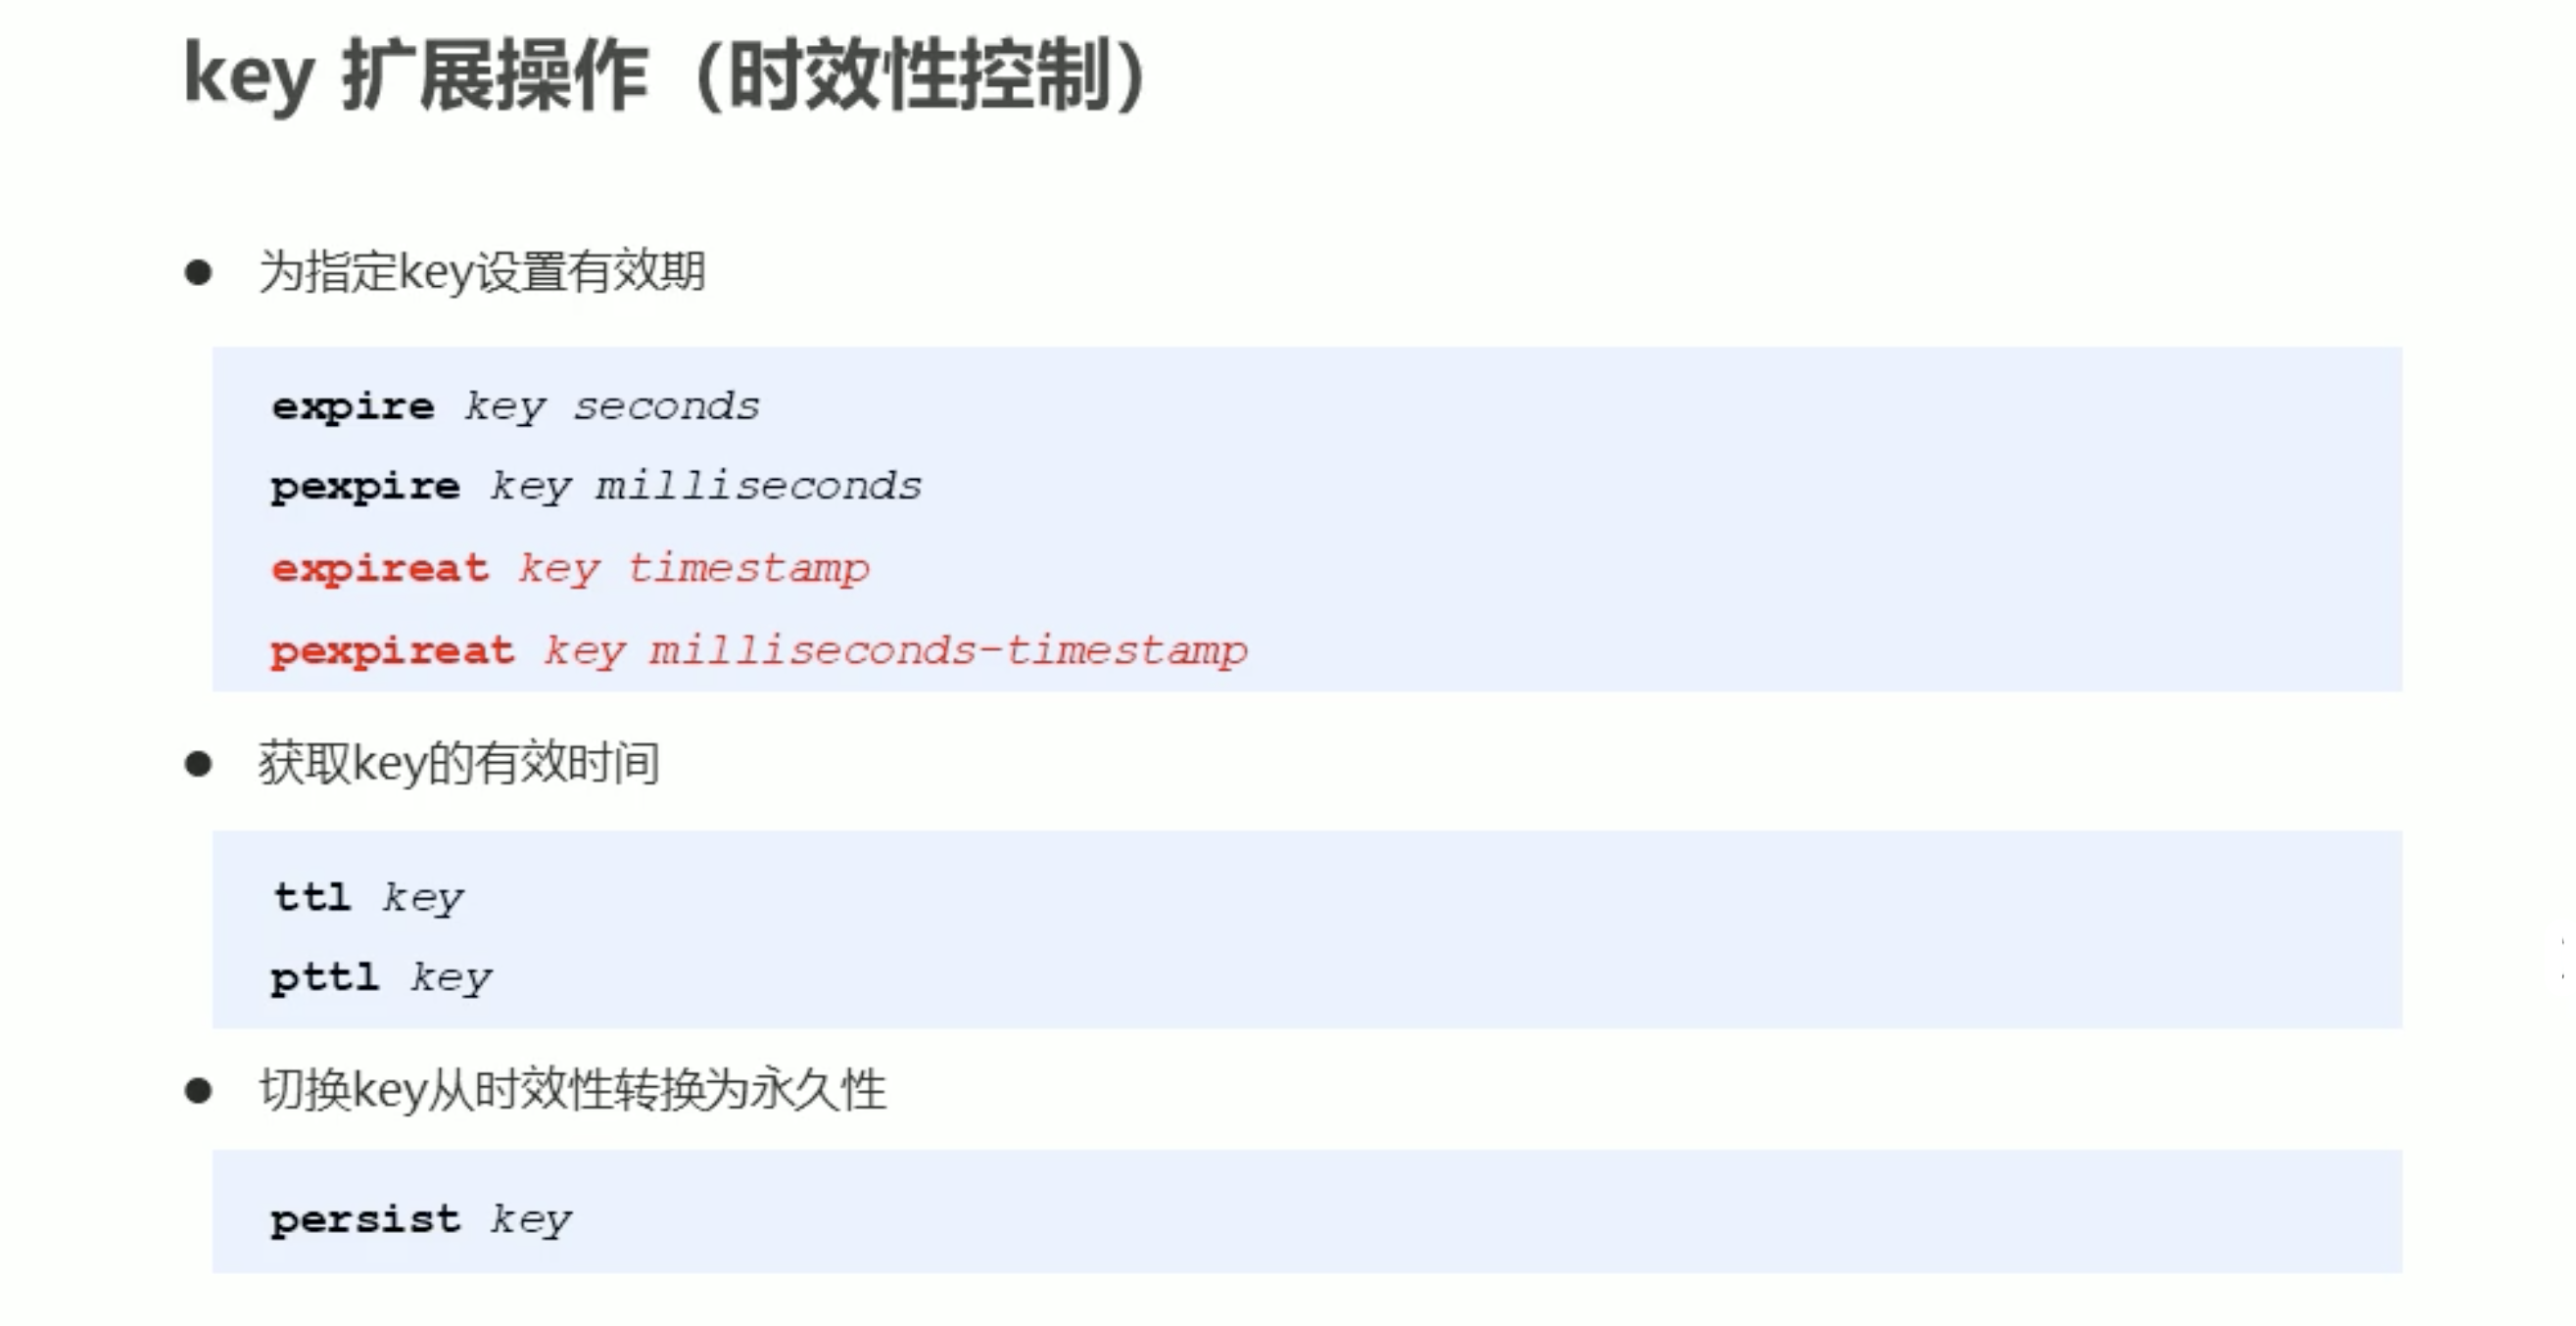 key 扩展操作（时效性控制）
为指定key设置有效期
expire key seconds
pexpire key milliseconds
expireat key timestamp
pexpireat key milliseconds-timestamp
获取key的有效时间
ttl key
pttl key
切换key从时效性转换为永久性
persist key